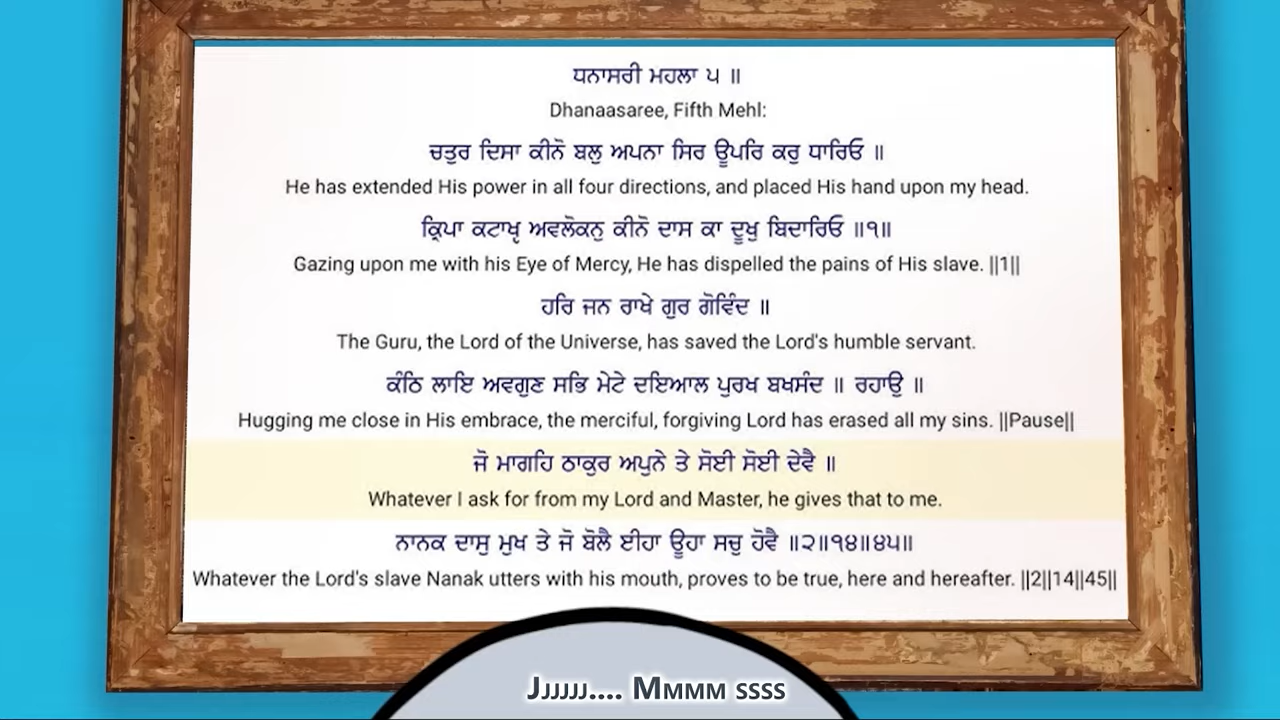 ਧਨਾਸਰੀ ਮਹਲਾ ੫ ॥
Dhanaasaree, Fifth Mehl:
ਚਤੁਰ ਦਿਸਾ ਕੀਨੋ ਬਲੁ ਅਪਨਾ ਸਿਰ ਊਪਰਿ ਕਰੁ ਧਾਰਿਓ ॥
He has extended His power in all four directions, and placed His hand upon my head.
ਕ੍ਰਿਪਾ ਕਟਾਖੵ ਅਵਲੋਕਨੁ ਕੀਨੋ ਦਾਸ ਕਾ ਦੂਖੁ ਬਿਦਾਰਿਓ ॥੧॥
Gazing upon me with his Eye of Mercy, He has dispelled the pains of His slave. ||1||
ਹਰਿ ਜਨ ਰਾਖੇ ਗੁਰ ਗੋਵਿੰਦ ॥
The Guru, the Lord of the Universe, has saved the Lord's humble servant.
ਕੰਠਿ ਲਾਇ ਅਵਗੁਣ ਸਭਿ ਮੇਟੇ ਦਇਆਲ ਪੁਰਖ ਬਖਸੰਦ ॥ ਰਹਾਉ ॥
Hugging me close in His embrace, the merciful, forgiving Lord has erased all my sins. ||Pause||
ਜੋ ਮਾਗਹਿ ਠਾਕੁਰ ਅਪੁਨੇ ਤੇ ਸੋਈ ਸੋਈ ਦੇਵੈ ॥
Whatever I ask for from my Lord and Master, he gives that to me.
ਨਾਨਕ ਦਾਸੁ ਮੁਖ ਤੇ ਜੋ ਬੋਲੈ ਈਹਾ ਊਹਾ ਸਚੁ ਹੋਵੈ ॥੨॥੧੪॥੪੫॥
Whatever the Lord's slave Nanak utters with his mouth, proves to be true, here and hereafter. ||2||14||45||
Jjjjjj.... Mmmm ssss